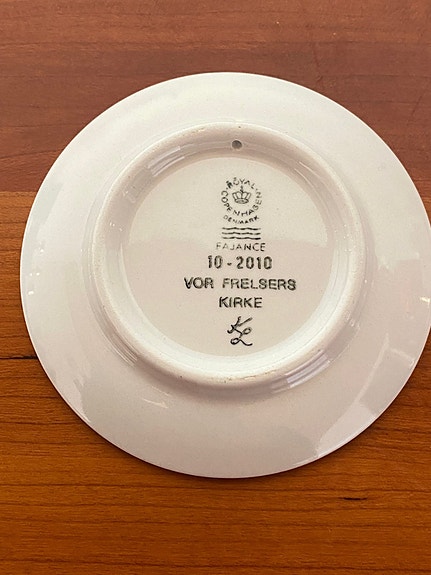 ROYAL
COPENHAGEN
DENMARK
FAJANCE
10-2010
VOR FRELSERS
KIRKE